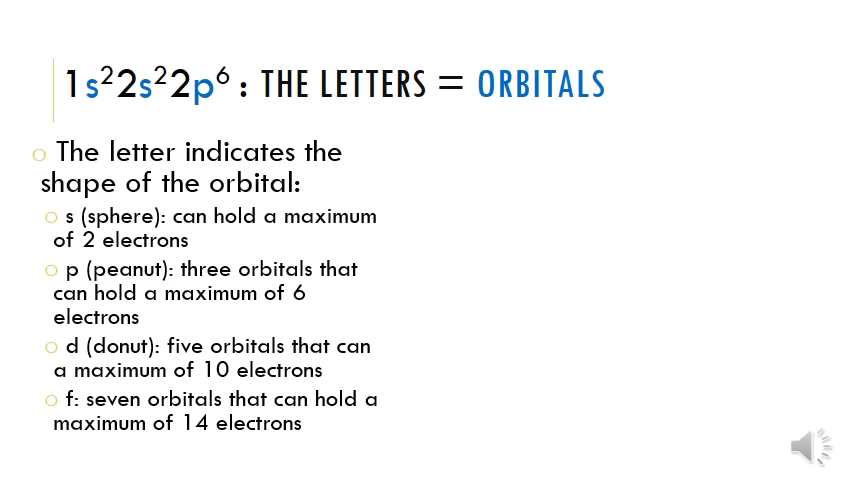 1s²2s²2p⁶ : THE LETTERS = ORBITALS
o The letter indicates the
shape of the orbital:
o s (sphere): can hold a maximum
of 2 electrons
o p (peanut): three orbitals that
can hold a maximum of 6
electrons
o d (donut): five orbitals that can
a maximum of 10 electrons
o f: seven orbitals that can hold a
maximum of 14 electrons